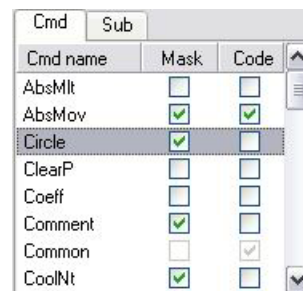 Cmd Sub
Cmd name Mask Code
AbsMlt
AbsMov
Circle
ClearP
Coeff
Comment
Common
CoolNt